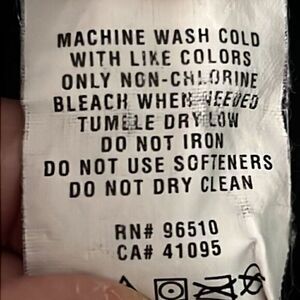 MACHINE WASH COLD
WITH LIKE COLORS
ONLY NON-CHLORINE
BLEACH WHEN NEEDED
TUMBLE DRY LOW
DO NOT IRON
DO NOT USE SOFTENERS
DO NOT DRY CLEAN
RN# 96510
CA# 41095